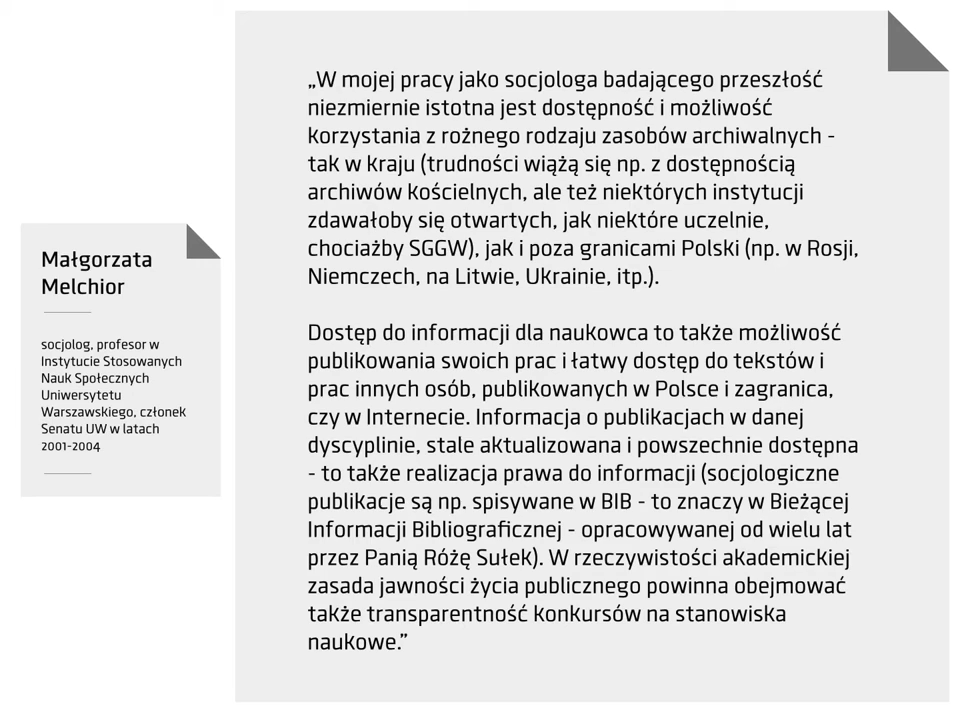 Małgorzata
Melchior
socjolog, profesor w
Instytucie Stosowanych
Nauk Społecznych
Uniwersytetu
Warszawskiego, członek
Senatu UW w latach
2001-2004
„W mojej pracy jako socjologa badającego przeszłość
niezmiernie istotna jest dostępność i możliwość
korzystania z rożnego rodzaju zasobów archiwalnych -
tak w kraju (trudności wiążą się np. z dostępnością
archiwów kościelnych, ale też niektórych instytucji
zdawałoby się otwartych, jak niektóre uczelnie,
chociażby SGGW), jak i poza granicami Polski (np. w Rosji,
Niemczech, na Litwie, Ukrainie, itp.).
Dostęp do informacji dla naukowca to także możliwość
publikowania swoich prac i łatwy dostęp do tekstów i
prac innych osób, publikowanych w Polsce i zagranica,
czy w Internecie. Informacja o publikacjach w danej
dyscyplinie, stale aktualizowana i powszechnie dostępna
- to także realizacja prawa do informacji (socjologiczne
publikacje są np. spisywane w BIB - to znaczy w Bieżącej
Informacji Bibliograficznej - opracowywanej od wielu lat
przez Panią Różę Sułek). W rzeczywistości akademickiej
zasada jawności życia publicznego powinna obejmować
także transparentność konkursów na stanowiska
naukowe.”